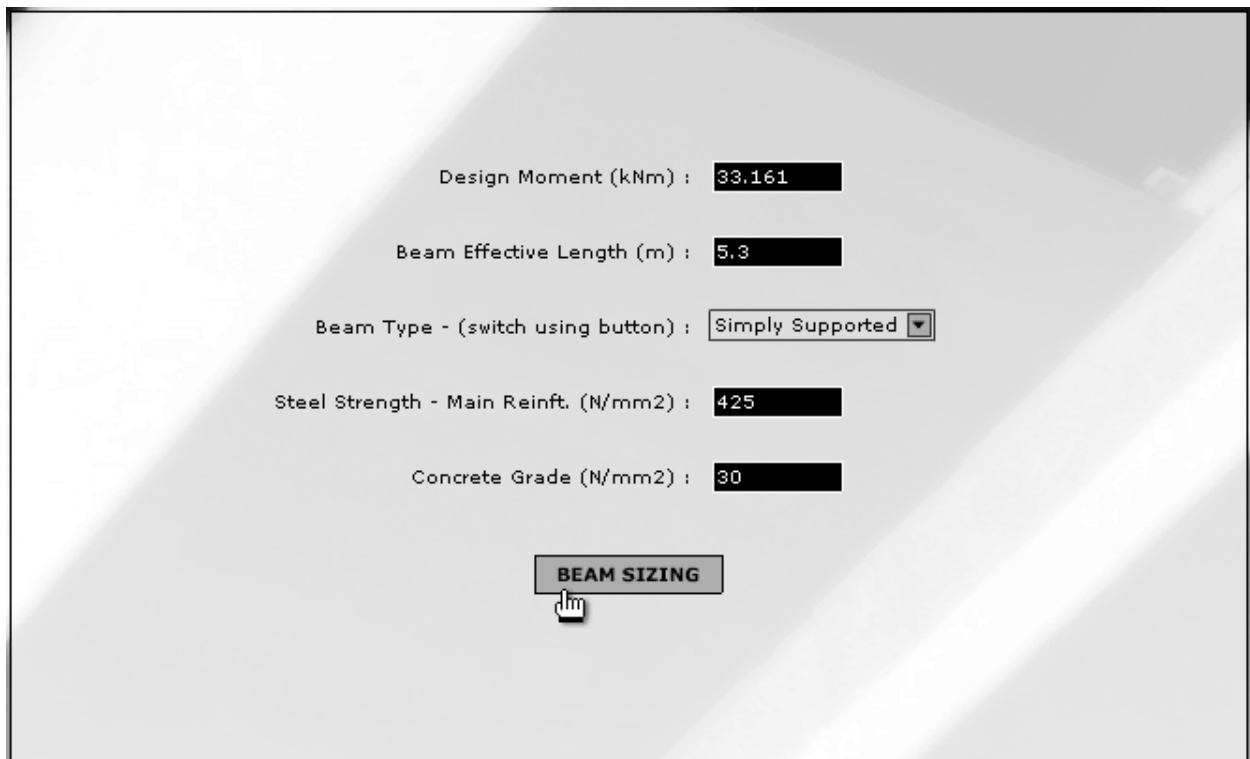 Design Moment (kNm) : 33.161
Beam Effective Length (m) : 5.3
Beam Type - (switch using button) : Simply Supported
Steel Strength - Main Reinft. (N/mm2) : 425
Concrete Grade (N/mm2) : 30
BEAM SIZING